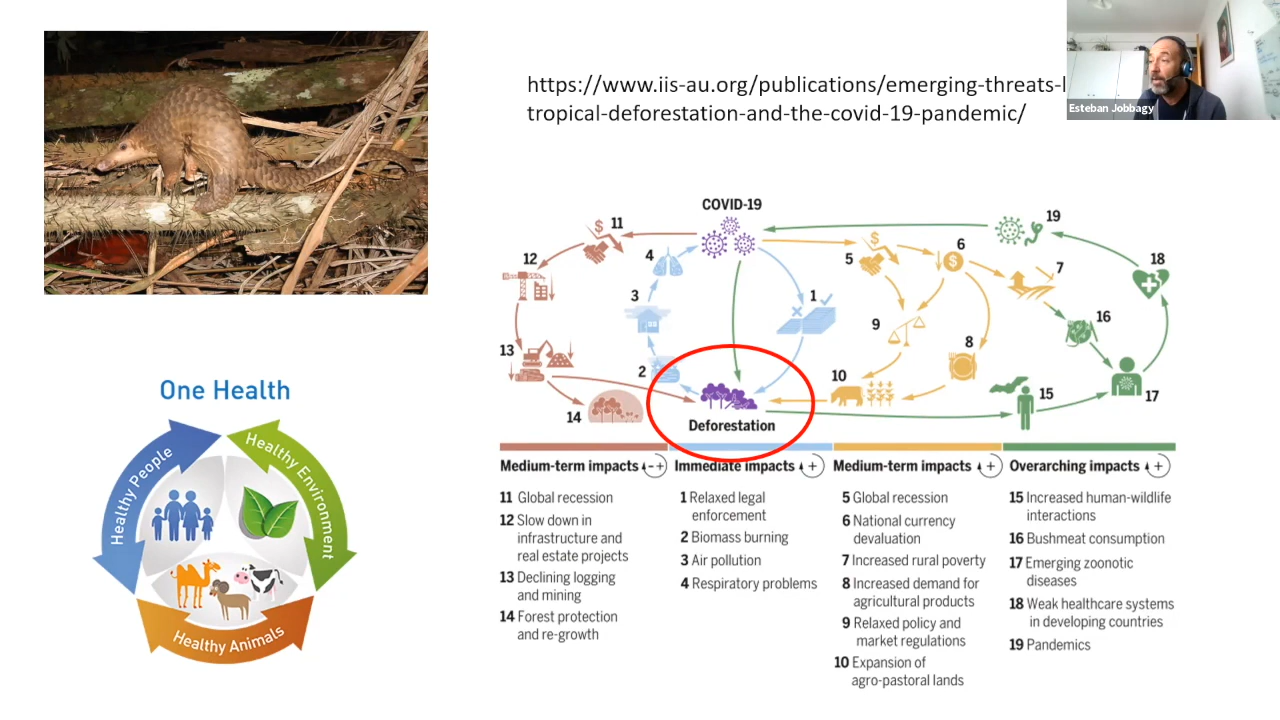 https://www.iis-au.org/publications/emerging-threats-
tropical-deforestation-and-the-covid-19-pandemic/
Esteban Jobbagy
One Health
Healthy People
Healthy Environment
Healthy Animals
COVID-19
11
12
13
14
4
3
2
1
5
6
7
9
8
10
19
18
16
17
15
Deforestation
Medium-term impacts - +
11 Global recession
12 Slow down in
infrastructure and
real estate projects
13 Declining logging
and mining
14 Forest protection
and re-growth
Immediate impacts +
1 Relaxed legal
enforcement
2 Biomass burning
3 Air pollution
4 Respiratory problems
Medium-term impacts +
5 Global recession
6 National currency
devaluation
7 Increased rural poverty
8 Increased demand for
agricultural products
9 Relaxed policy and
market regulations
10 Expansion of
agro-pastoral lands
Overarching impacts +
15 Increased human-wildlife
interactions
16 Bushmeat consumption
17 Emerging zoonotic
diseases
18 Weak healthcare systems
in developing countries
19 Pandemics